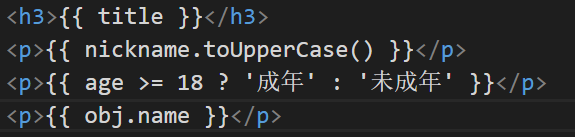 <h3>{{ title }}</h3>
<p>{{ nickname.toUpperCase() }}</p>
<p>{{ age >= 18 ? '成年' : '未成年' }}</p>
<p>{{ obj.name }}</p>